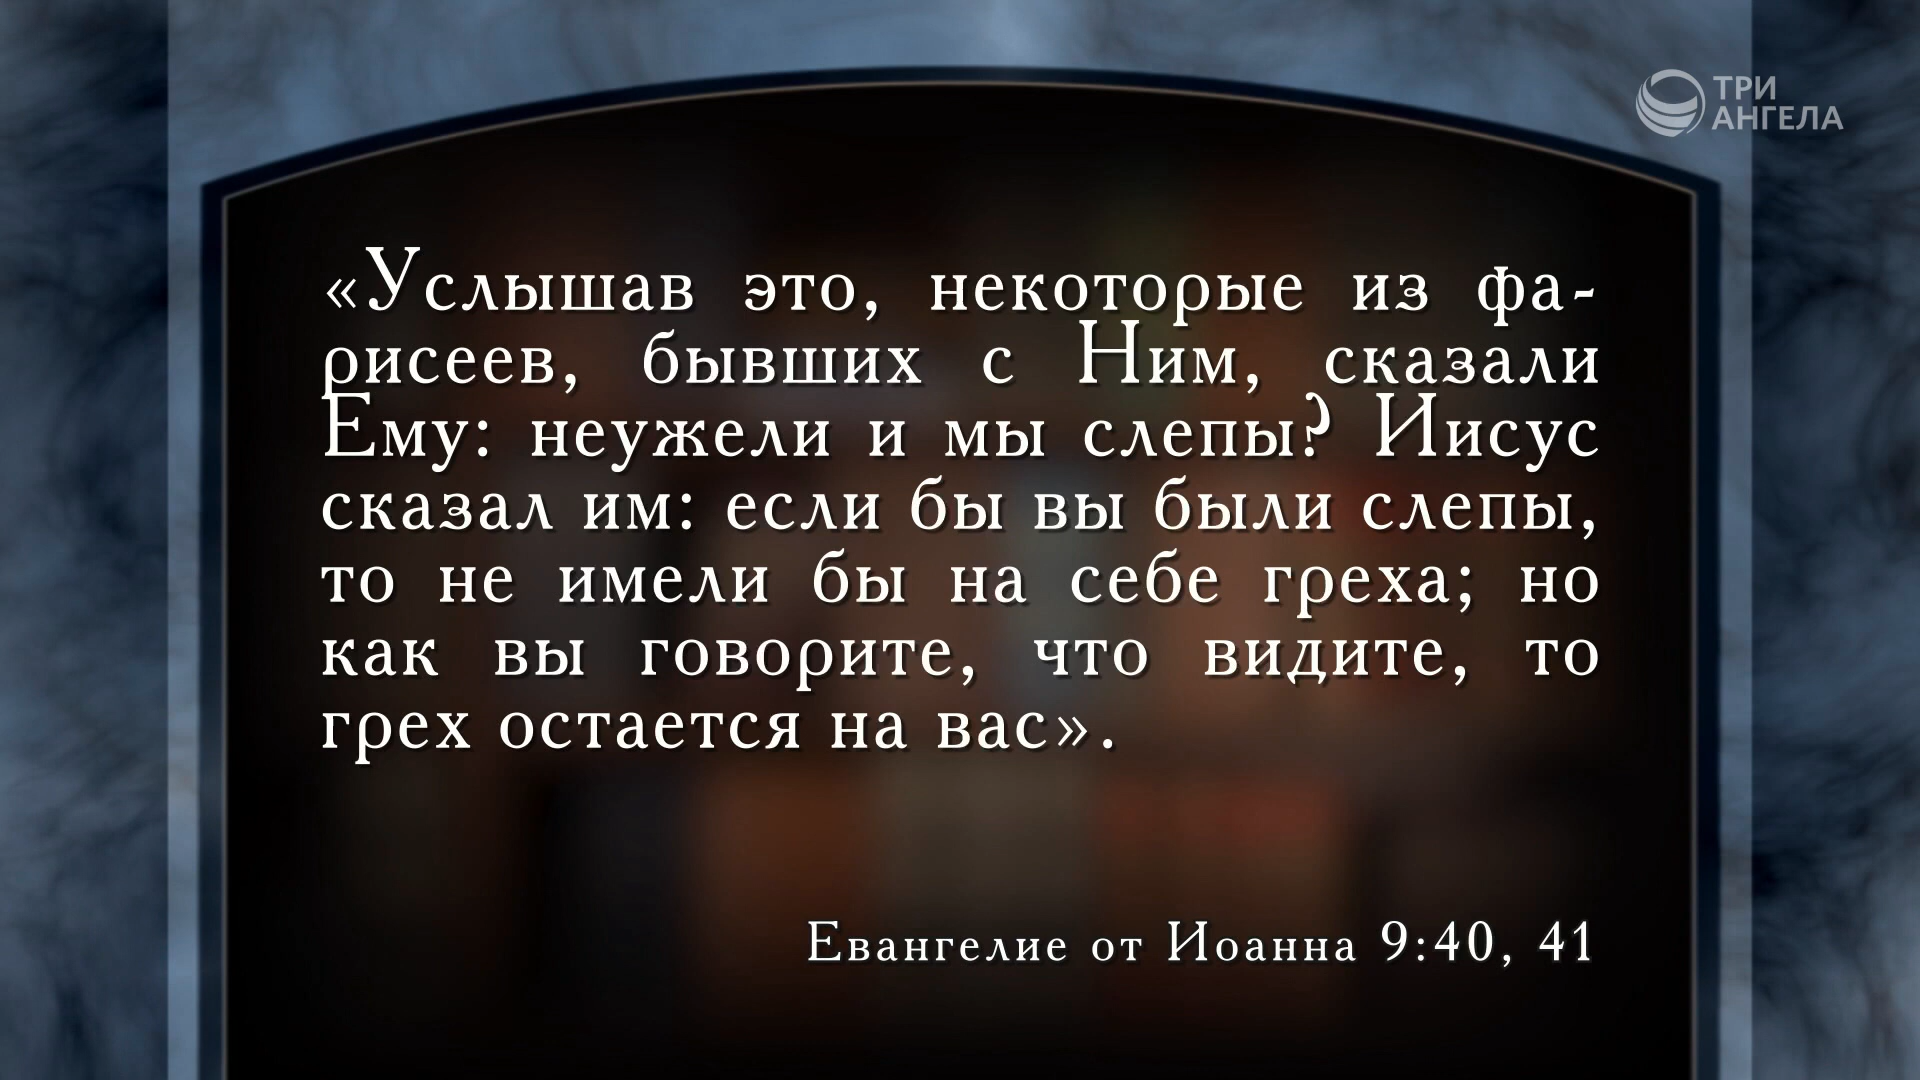 ТРИ
АНГЕЛА
«Услышав это, некоторые из фа-
рисеев, бывших с Ним, сказали
Ему: неужели и мы слепы? Иисус
сказал им: если бы вы были слепы,
то не имели бы на себе греха; но
как вы говорите, что видите, то
грех остается на вас».
Евангелие от Иоанна 9:40, 41